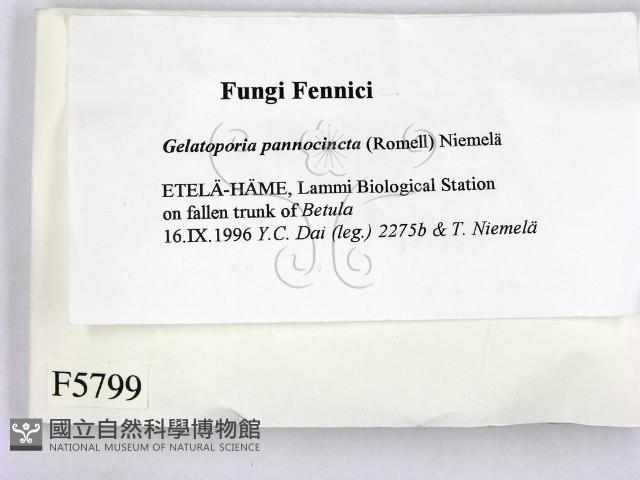 Fungi Fennici
Gelatoporia pannocincta (Romell) Niemelä
ETELÄ-HÄME, Lammi Biological Station
on fallen trunk of Betula
16.IX.1996 Y.C. Dai (leg.) 2275b & T. Niemelä
F5799
國立自然科學博物館
NATIONAL MUSEUM OF NATURAL SCIENCE